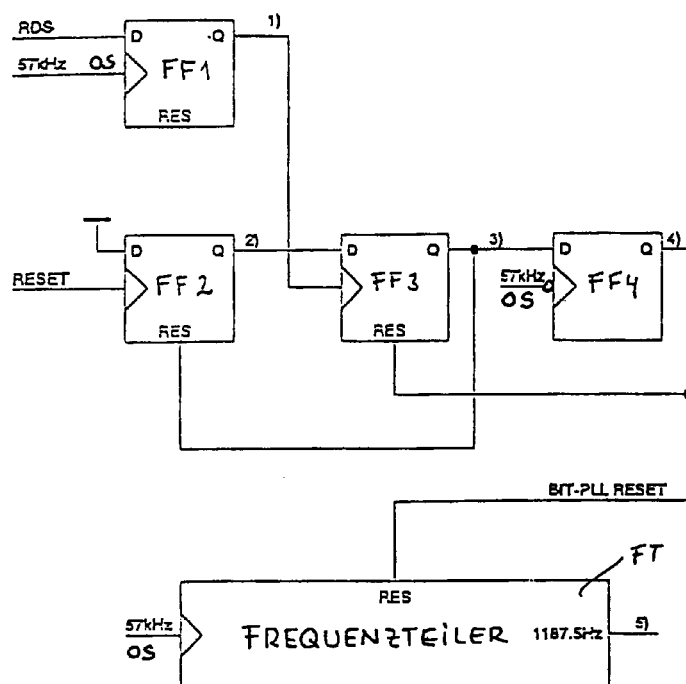 RDS
1)
D Q
57kHz OS
FF1
RES
D Q
2)
D Q
3)
D Q
4)
RESET
FF2
FF3
57kHz
OS
FF4
RES
RES
BIT-PLL RESET
FT
RES
57kHz
OS
FREQUENZTEILER
1187.5Hz
5)